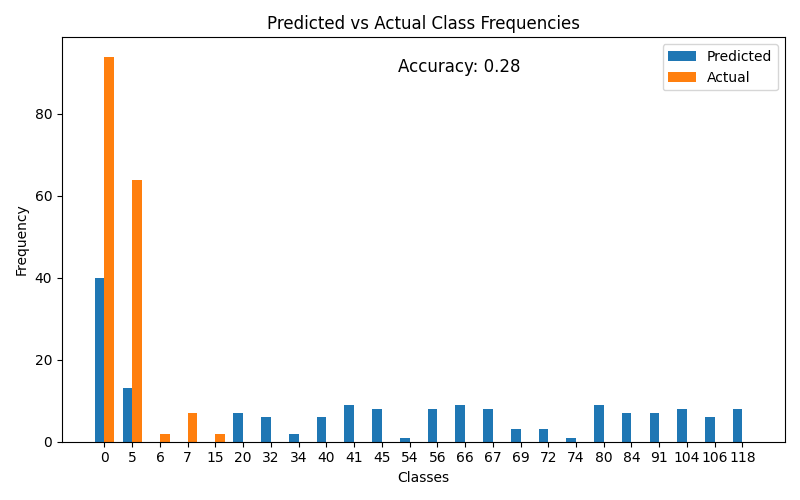 Predicted vs Actual Class Frequencies
Accuracy: 0.28
Predicted
Actual
Frequency
80
60
40
20
0
0 5 6 7 15 20 32 34 40 41 45 54 56 66 67 69 72 74 80 84 91 104 106 118
Classes